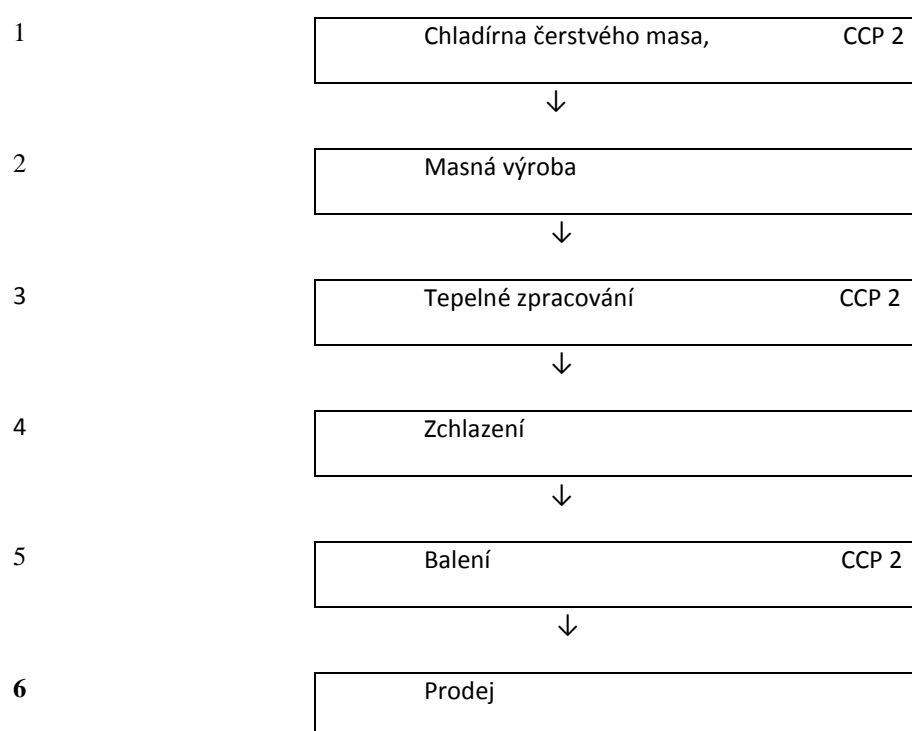 1 Chladírna čerstvého masa, CCP 2
↓
2 Masná výroba
↓
3 Tepelné zpracování CCP 2
↓
4 Zchlazení
↓
5 Balení CCP 2
↓
6 Prodej